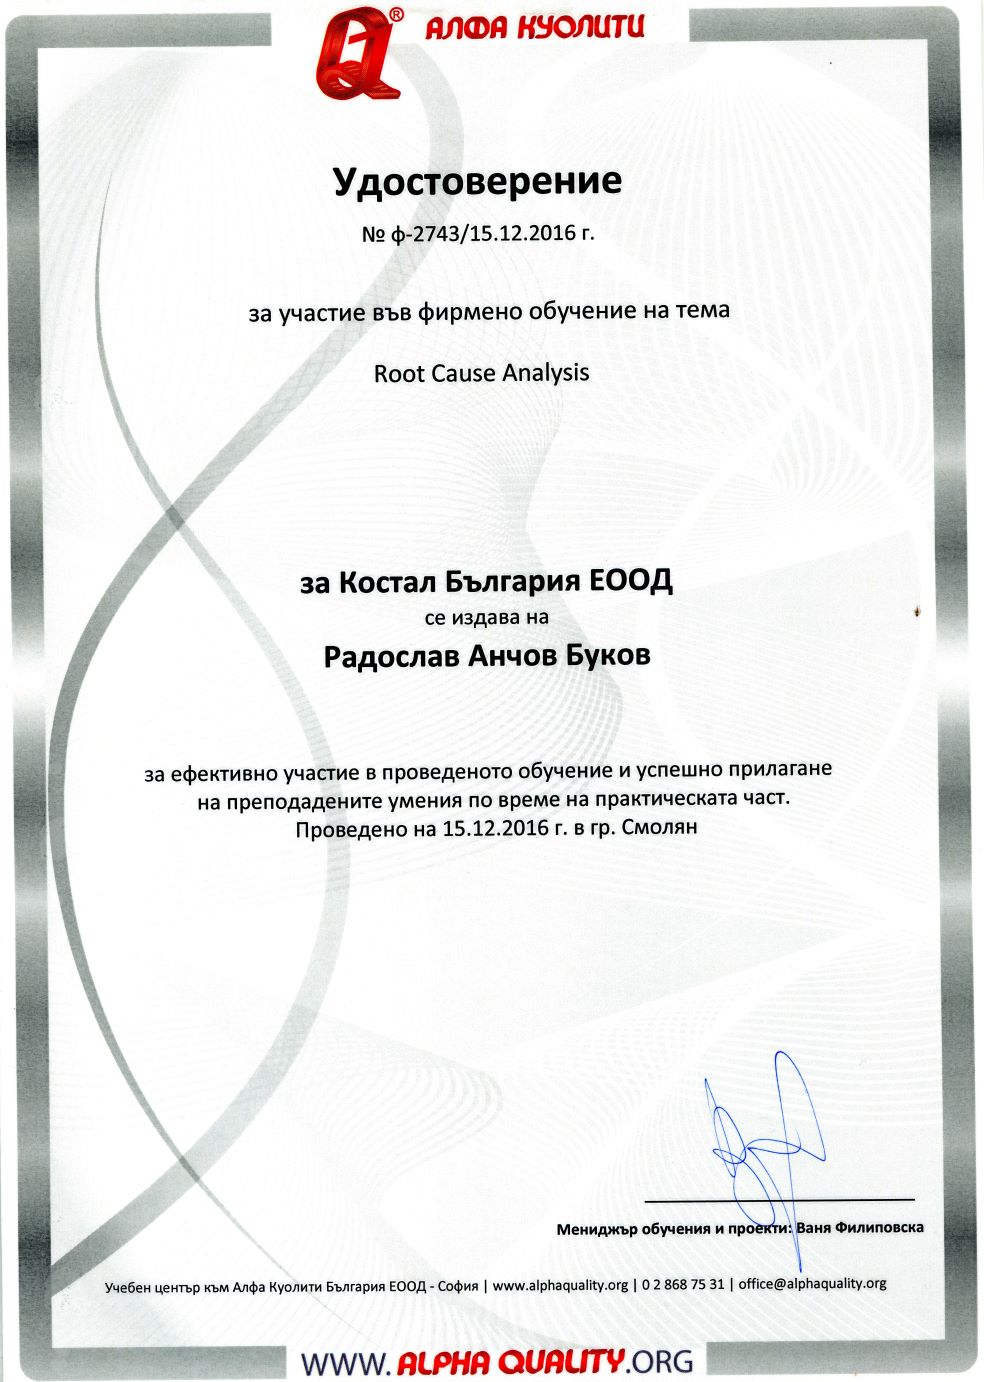 АЛФА КУОЛИТИ
Удостоверение
№ ф-2743/15.12.2016 г.
за участие във фирмено обучение на тема
Root Cause Analysis
за Костал България ЕООД
се издава на
Радослав Анчов Буков
за ефективно участие в проведеното обучение и успешно прилагане
на преподадените умения по време на практическата част.
Проведено на 15.12.2016 г. в гр. Смолян
Мениджър обучения и проекти: Ваня Филиповска
Учебен център към Алфа Куолити България ЕООД - София | www.alphaquality.org | 0 2 868 75 31 | office@alphaquality.org
WWW.ALPHA QUALITY.ORG